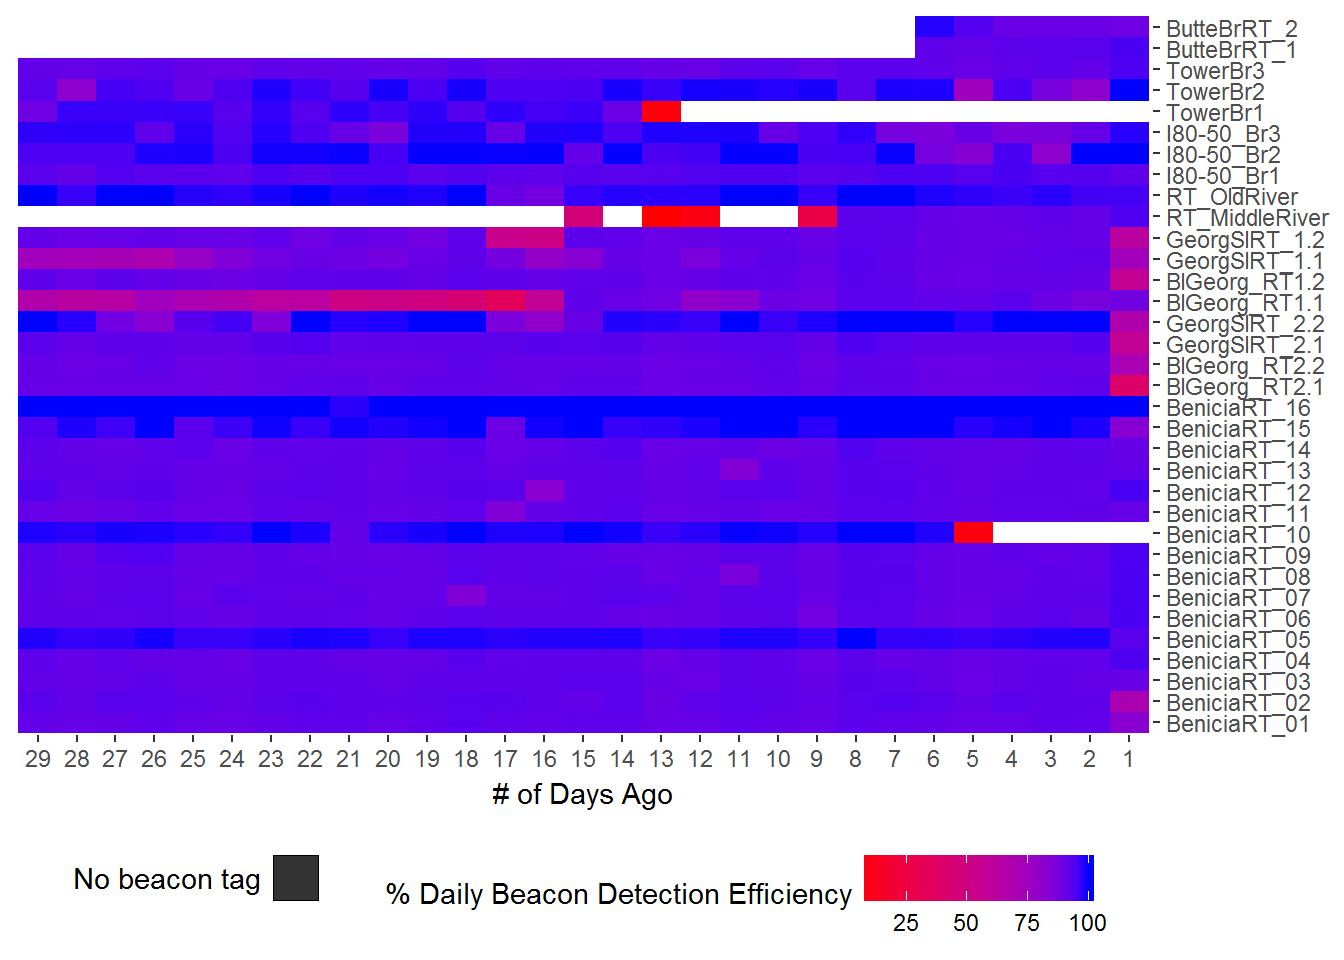 ButteBrRT_2
ButteBrRT_1
TowerBr3
TowerBr2
TowerBr1
I80-50_Br3
I80-50_Br2
I80-50_Br1
RT_OldRiver
RT_MiddleRiver
GeorgSlRT_1.2
GeorgSlRT_1.1
BlGeorg_RT1.2
BlGeorg_RT1.1
GeorgSlRT_2.2
GeorgSlRT_2.1
BlGeorg_RT2.2
BlGeorg_RT2.1
BeniciaRT_16
BeniciaRT_15
BeniciaRT_14
BeniciaRT_13
BeniciaRT_12
BeniciaRT_11
BeniciaRT_10
BeniciaRT_09
BeniciaRT_08
BeniciaRT_07
BeniciaRT_06
BeniciaRT_05
BeniciaRT_04
BeniciaRT_03
BeniciaRT_02
BeniciaRT_01
29 28 27 26 25 24 23 22 21 20 19 18 17 16 15 14 13 12 11 10 9 8 7 6 5 4 3 2 1
# of Days Ago
No beacon tag
% Daily Beacon Detection Efficiency
25 50 75 100